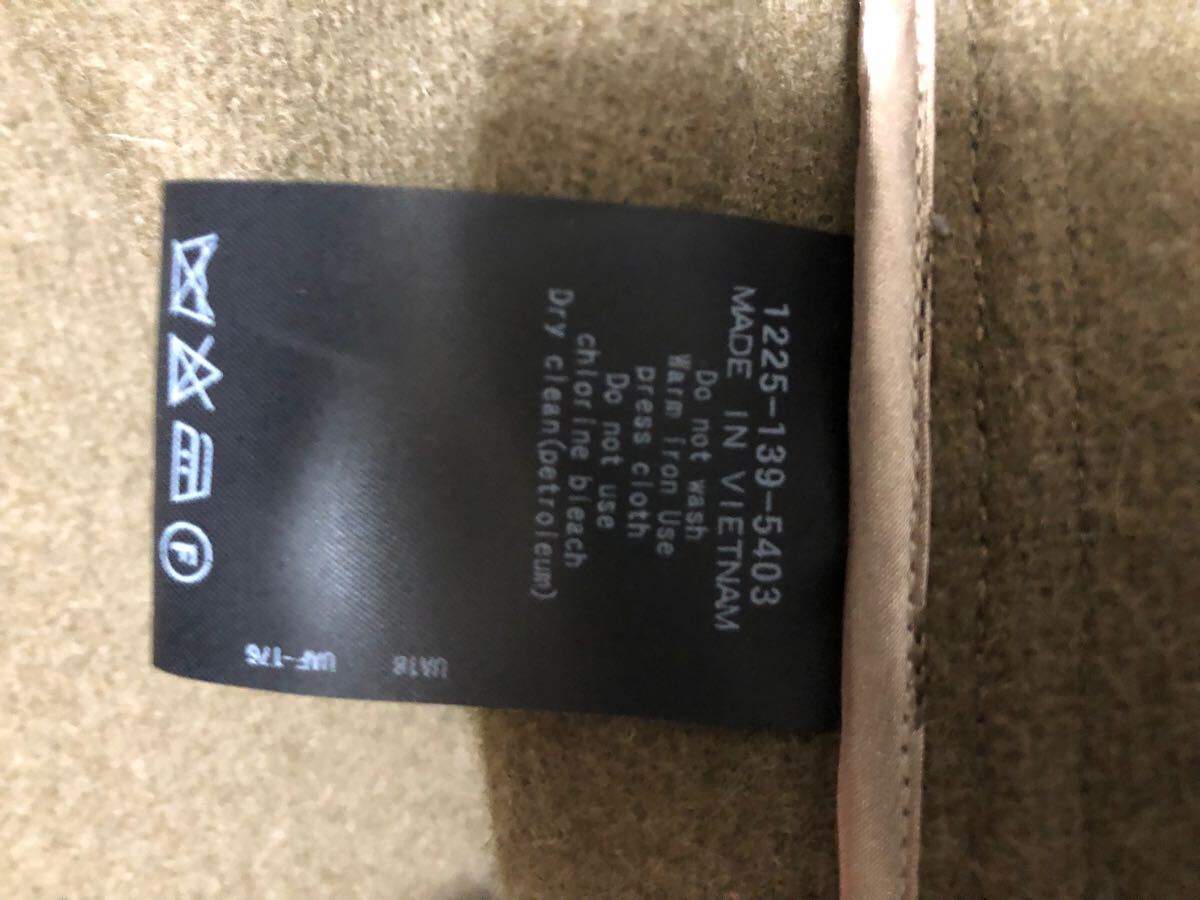 1225-139-5403
MADE IN VIETNAM
Do not wash
Warm iron Use
press cloth
Do not use
chlorine bleach
Dry clean(petroleum)
F
UA18
UAF-176